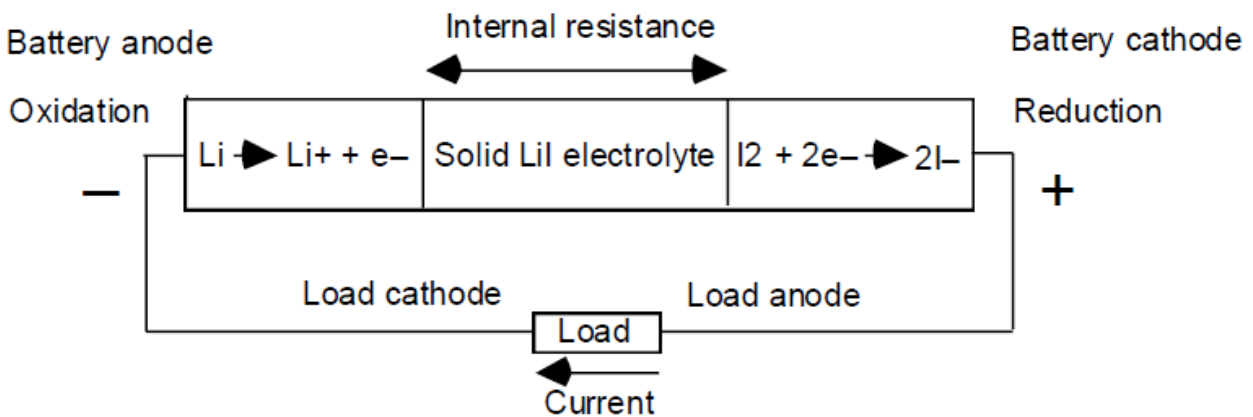 Internal resistance
Battery anode
Battery cathode
Oxidation
Reduction
Li → Li+ + e–
Solid LiI electrolyte
I2 + 2e– → 2I–
–
+
Load cathode
Load anode
Load
Current